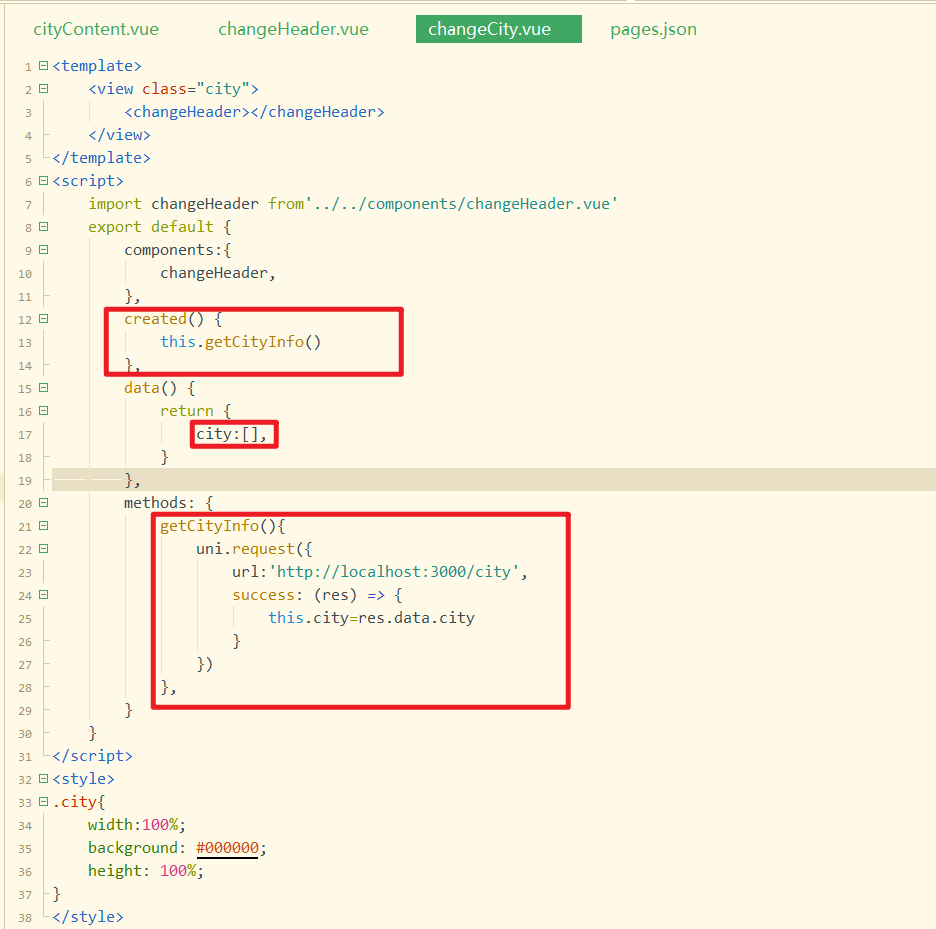 cityContent.vue changeHeader.vue changeCity.vue pages.json
1 <template>
2 <view class="city">
3 <changeHeader></changeHeader>
4 </view>
5 </template>
6 <script>
7 import changeHeader from'../../components/changeHeader.vue'
8 export default {
9 components:{
10 changeHeader,
11 },
12 created() {
13 this.getCityInfo()
14 },
15 data() {
16 return {
17 city:[],
18 }
19 },
20 methods: {
21 getCityInfo(){
22 uni.request({
23 url:'http://localhost:3000/city',
24 success: (res) => {
25 this.city=res.data.city
26 }
27 })
28 },
29 }
30 }
31 </script>
32 <style>
33 .city{
34 width:100%;
35 background: #000000;
36 height: 100%;
37 }
38 </style>